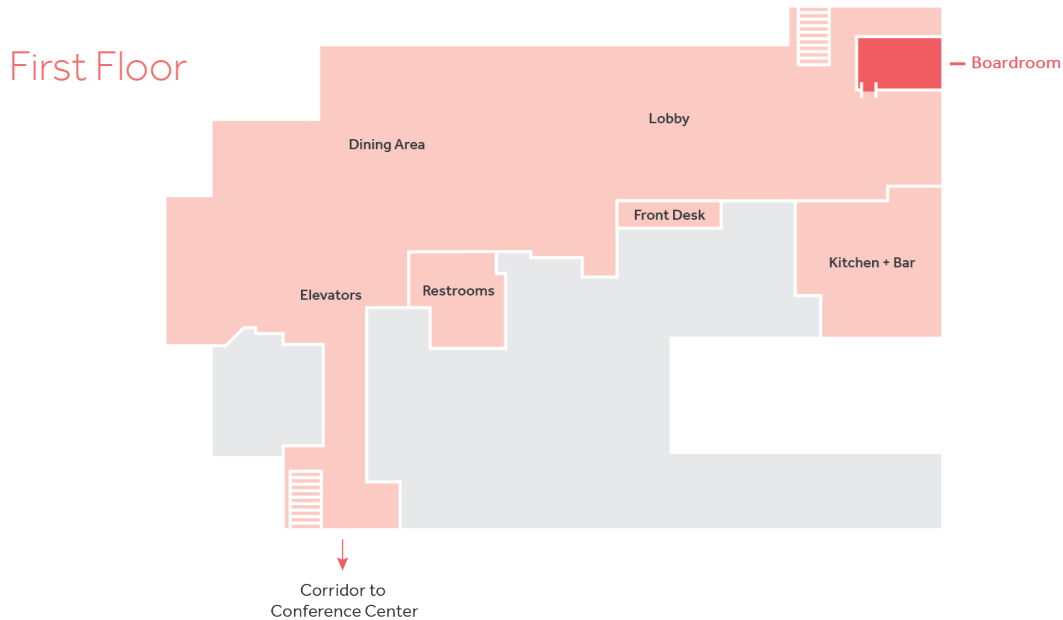 First Floor
Boardroom
Lobby
Dining Area
Front Desk
Kitchen + Bar
Restrooms
Elevators
Corridor to
Conference Center